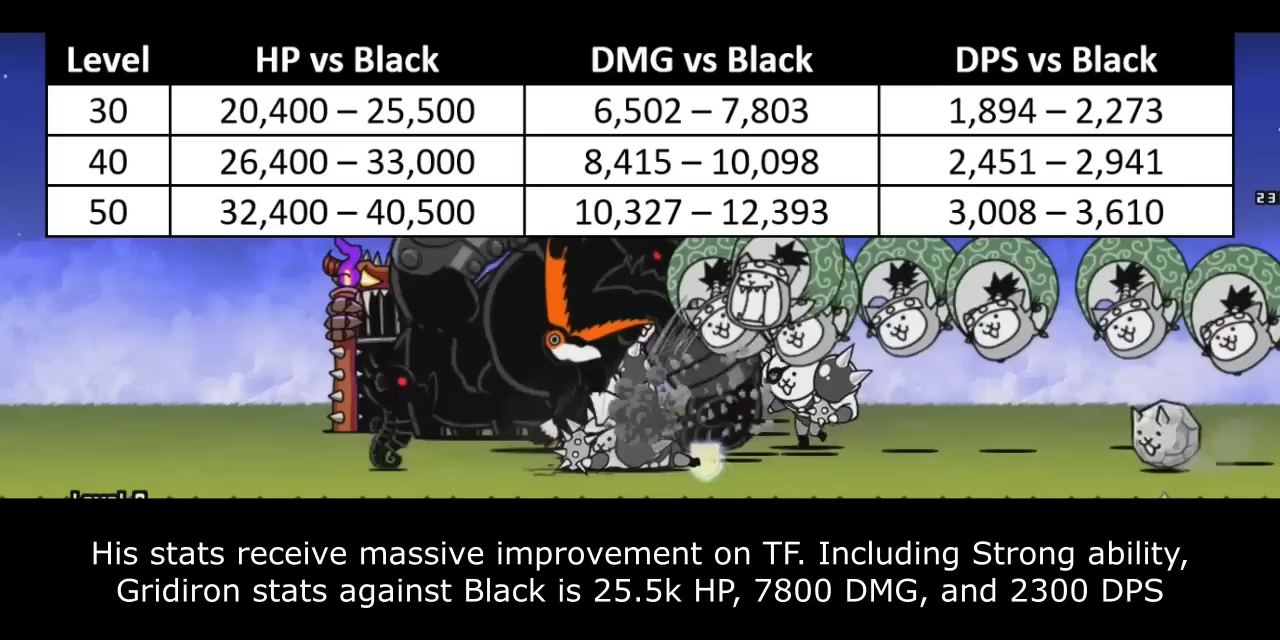 Level HP vs Black DMG vs Black DPS vs Black
30 20,400 – 25,500 6,502 – 7,803 1,894 – 2,273
40 26,400 – 33,000 8,415 – 10,098 2,451 – 2,941
50 32,400 – 40,500 10,327 – 12,393 3,008 – 3,610
23
His stats receive massive improvement on TF. Including Strong ability,
Gridiron stats against Black is 25.5k HP, 7800 DMG, and 2300 DPS